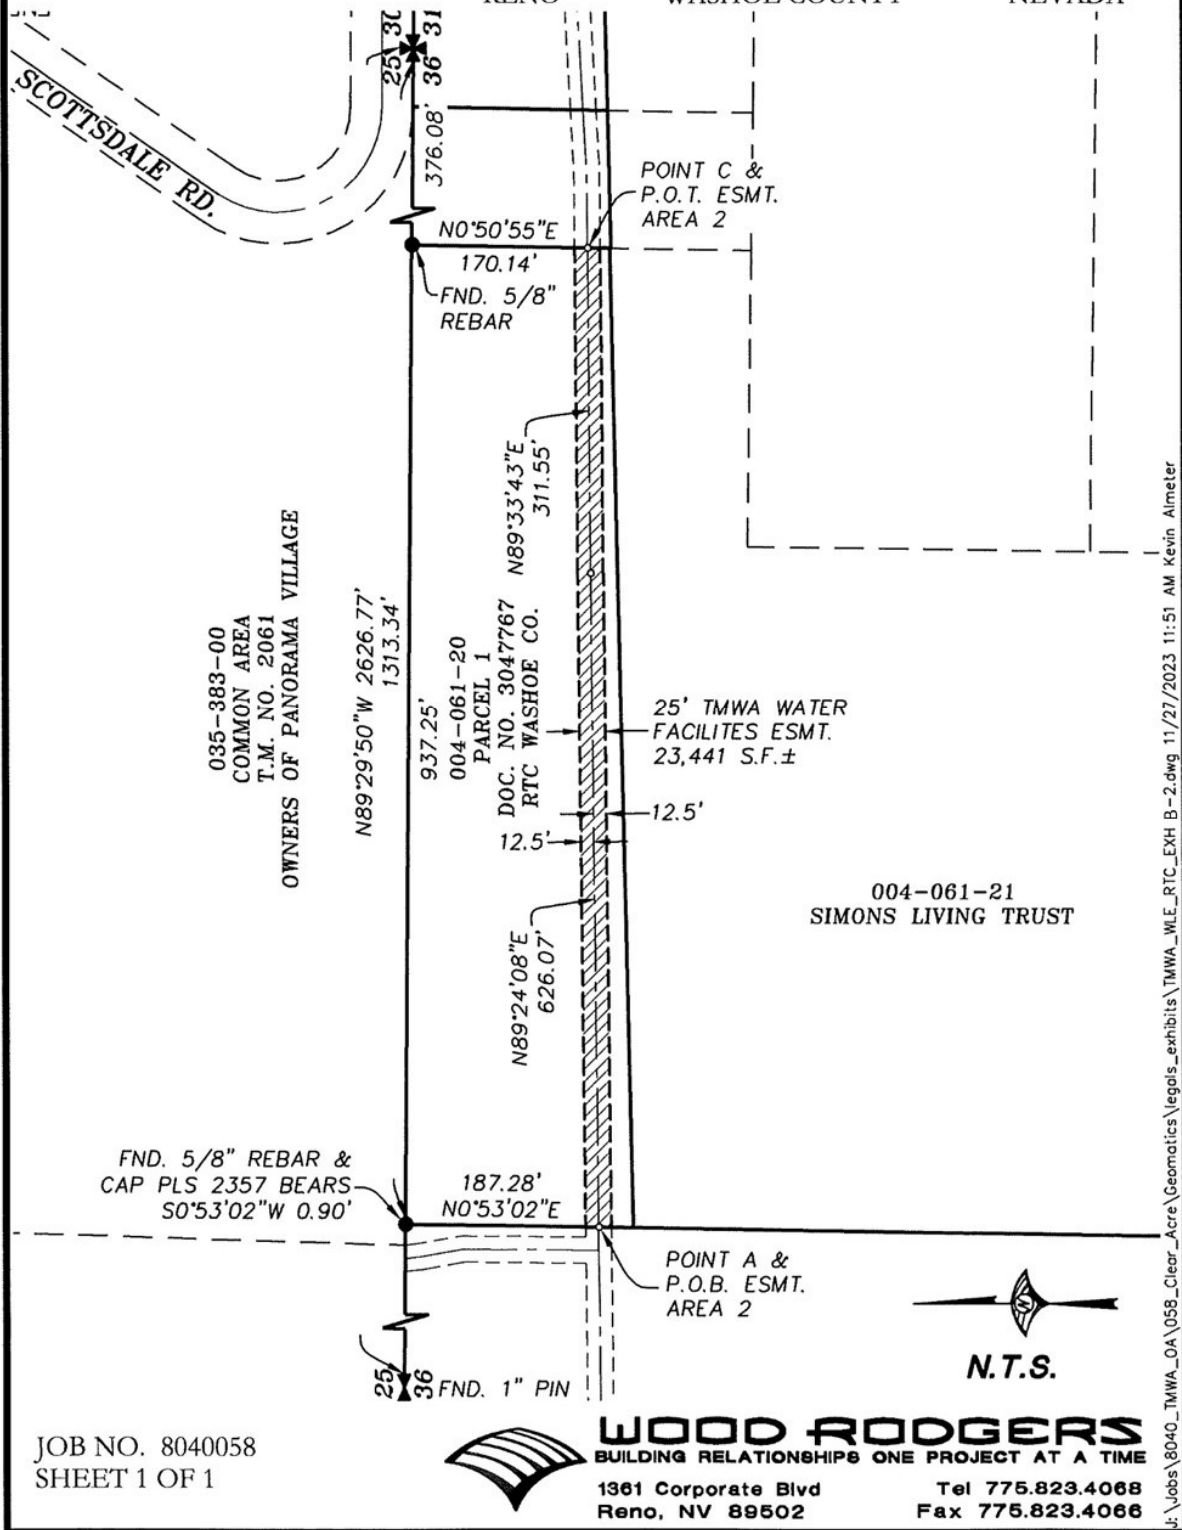 RENO WASHOE COUNTY NEVADA
SCOTTSDALE RD.
30 31
25 36
376.08'
POINT C &
P.O.T. ESMT.
AREA 2
N0°50'55"E
170.14'
FND. 5/8"
REBAR
N89°33'43"E
311.55'
035-383-00
COMMON AREA
T.M. NO. 2061
OWNERS OF PANORAMA VILLAGE
N89°29'50"W 2626.77'
1313.34'
937.25'
004-061-20
PARCEL 1
DOC. NO. 3047767
RTC WASHOE CO.
25' TMWA WATER
FACILITES ESMT.
23,441 S.F.±
12.5'
12.5'
004-061-21
SIMONS LIVING TRUST
N89°24'08"E
626.07'
FND. 5/8" REBAR &
CAP PLS 2357 BEARS
S0°53'02"W 0.90'
187.28'
N0°53'02"E
POINT A &
P.O.B. ESMT.
AREA 2
N
N.T.S.
25
36
FND. 1" PIN
JOB NO. 8040058
SHEET 1 OF 1
WOOD RODGERS
BUILDING RELATIONSHIPS ONE PROJECT AT A TIME
1361 Corporate Blvd Tel 775.823.4068
Reno, NV 89502 Fax 775.823.4066
J:\Jobs\8040_TMWA_OA\058_Clear_Acre\Geomatics\legals_exhibits\TMWA_WLE_RTC_EXH B-2.dwg 11/27/2023 11:51 AM Kevin Almeter